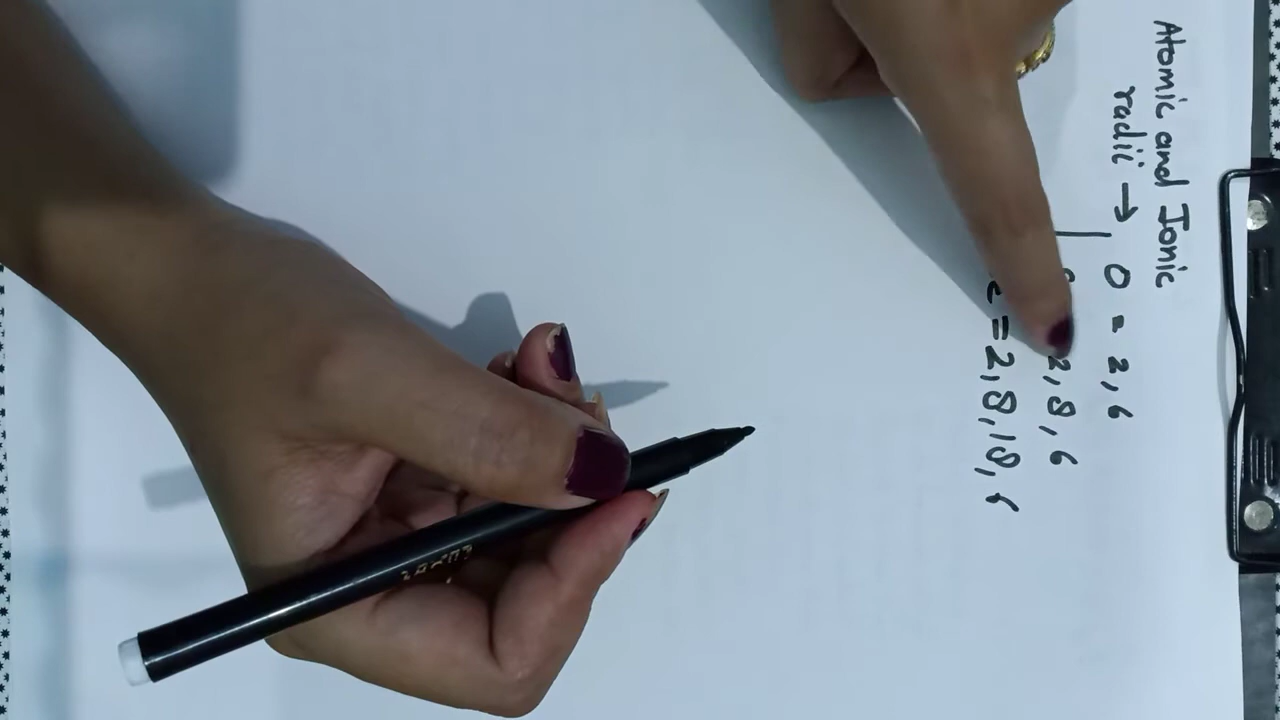 Atomic and Ionic
radii → O = 2,6
2,8,6
= 2,8,18,6